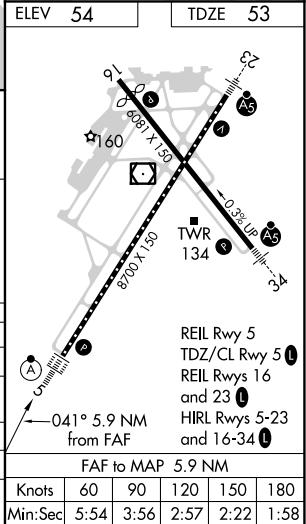 ELEV 54
TDZE 53
16
23
P
A5
V
6081 X 150
160
0.3% UP
TWR
134
P
A5
34
8700 X 150
P
A
5
REIL Rwy 5
TDZ/CL Rwy 5 L
REIL Rwys 16
and 23 L
HIRL Rwys 5-23
and 16-34 L
041° 5.9 NM
from FAF
FAF to MAP 5.9 NM
Knots 60 90 120 150 180
Min:Sec 5:54 3:56 2:57 2:22 1:58